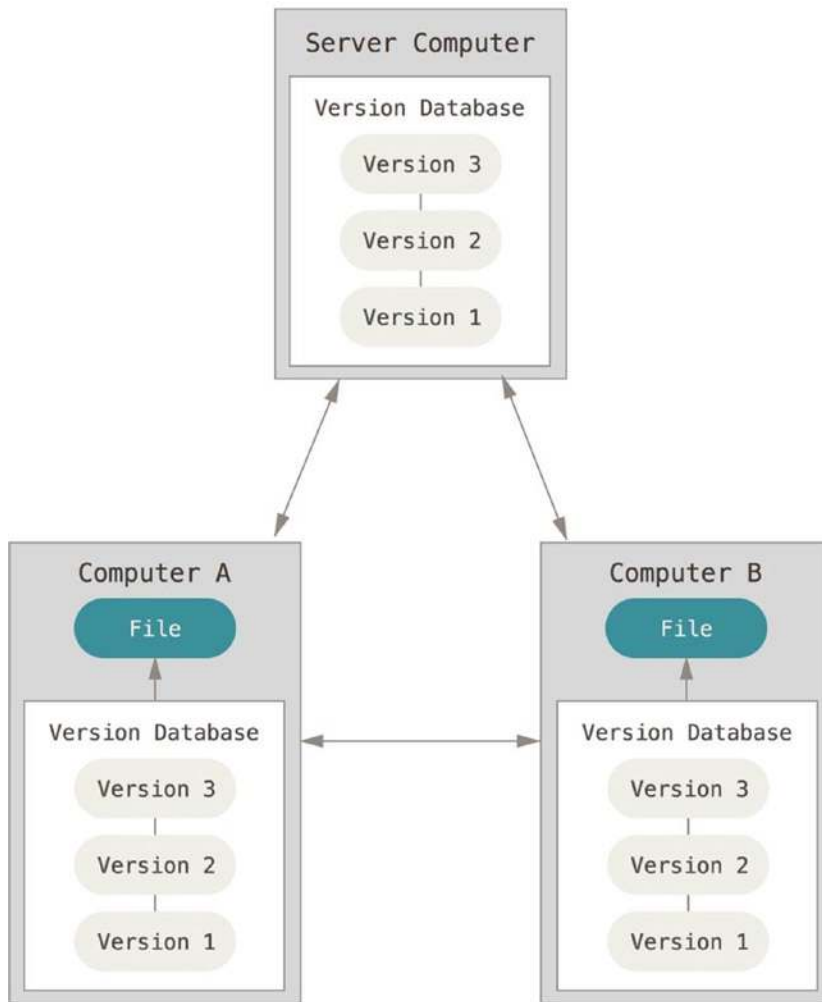 Server Computer
Version Database
Version 3
Version 2
Version 1
Computer A
File
Version Database
Version 3
Version 2
Version 1
Computer B
File
Version Database
Version 3
Version 2
Version 1